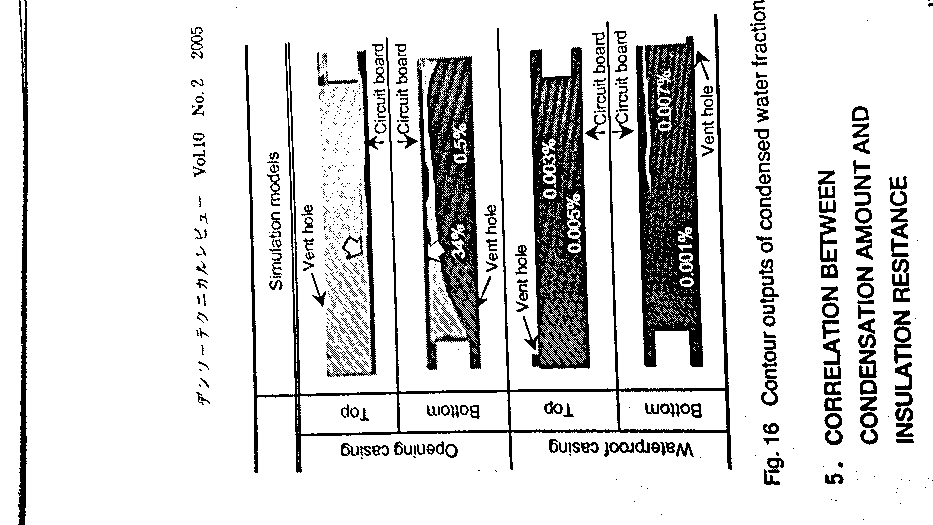 デンソーテクニカルレビュー Vol.10 No.2 2005
Simulation models
Opening casing
Top
Vent hole
Circuit board
Bottom
Circuit board
34%
0.5%
Vent hole
Waterproof casing
Top
Vent hole
0.003%
0.005%
Circuit board
Bottom
Circuit board
0.001%
0.007%
Vent hole
Fig. 16 Contour outputs of condensed water fraction
5. CORRELATION BETWEEN
CONDENSATION AMOUNT AND
INSULATION RESITANCE